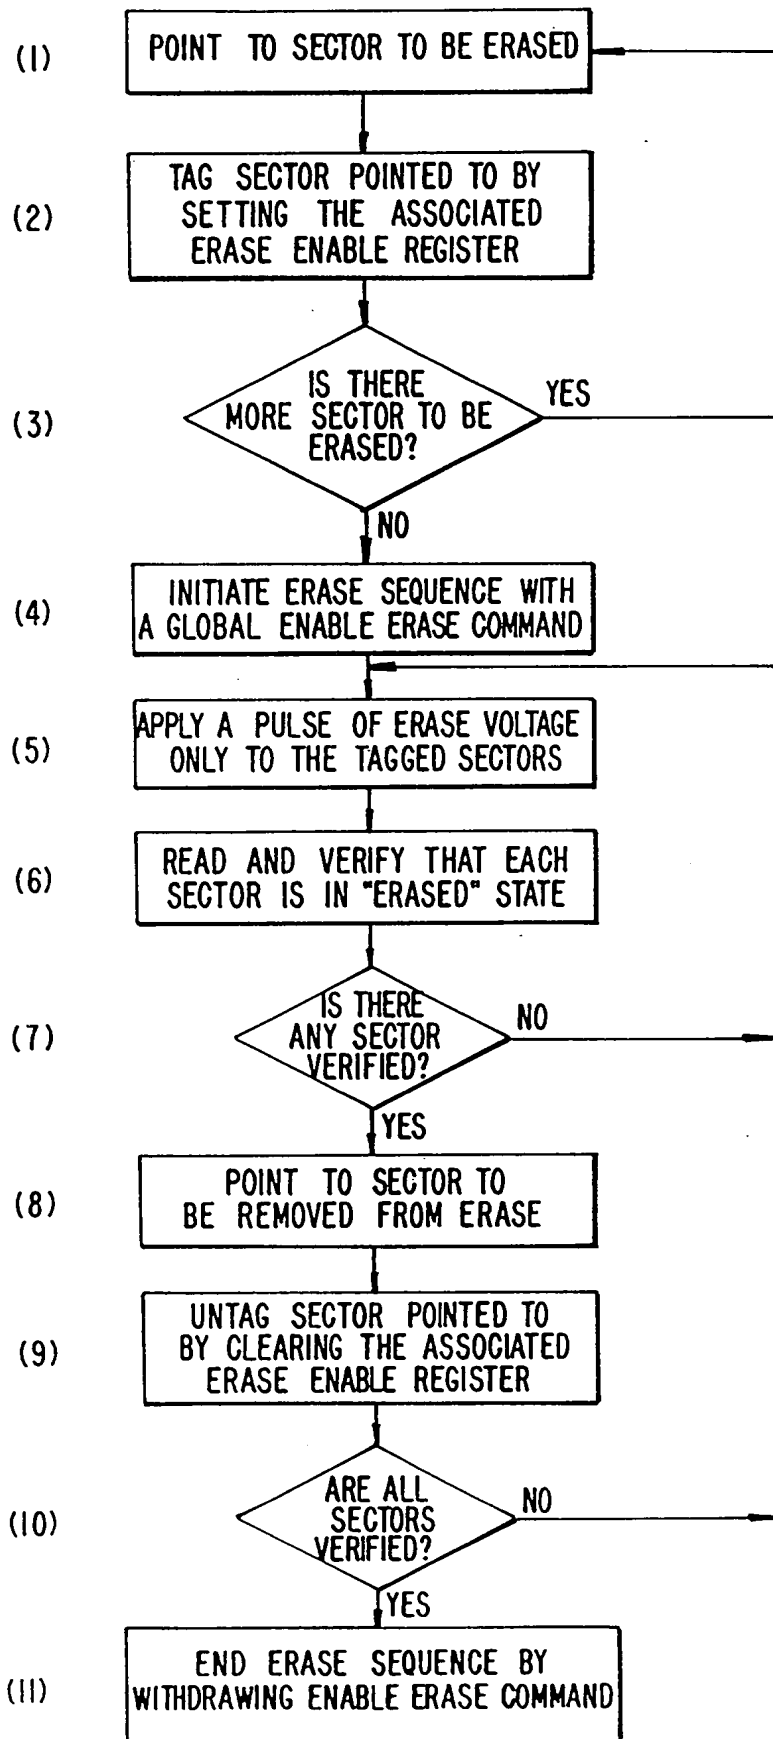 (1)
POINT TO SECTOR TO BE ERASED
(2)
TAG SECTOR POINTED TO BY
SETTING THE ASSOCIATED
ERASE ENABLE REGISTER
(3)
IS THERE
MORE SECTOR TO BE
ERASED?
YES
NO
(4)
INITIATE ERASE SEQUENCE WITH
A GLOBAL ENABLE ERASE COMMAND
(5)
APPLY A PULSE OF ERASE VOLTAGE
ONLY TO THE TAGGED SECTORS
(6)
READ AND VERIFY THAT EACH
SECTOR IS IN "ERASED" STATE
(7)
IS THERE
ANY SECTOR
VERIFIED?
NO
YES
(8)
POINT TO SECTOR TO
BE REMOVED FROM ERASE
(9)
UNTAG SECTOR POINTED TO
BY CLEARING THE ASSOCIATED
ERASE ENABLE REGISTER
(10)
ARE ALL
SECTORS
VERIFIED?
NO
YES
(11)
END ERASE SEQUENCE BY
WITHDRAWING ENABLE ERASE COMMAND